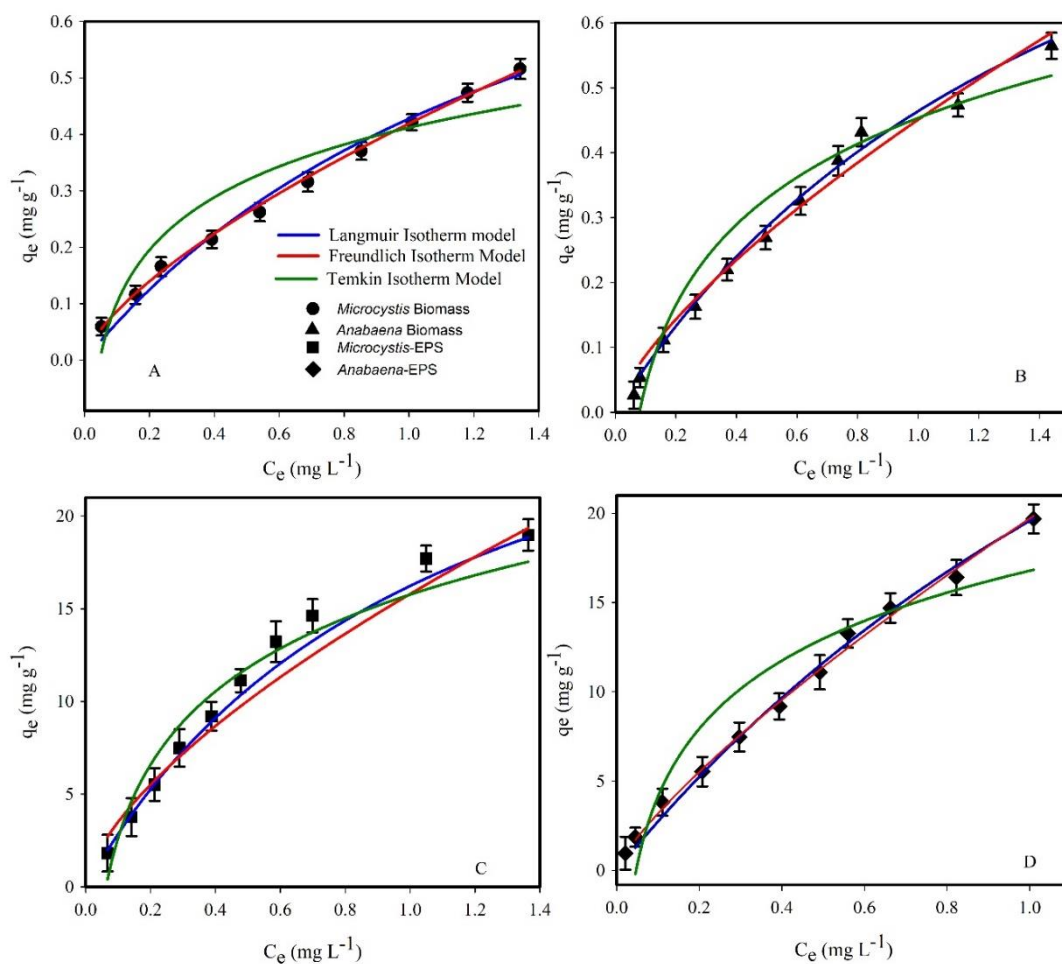 0.6
0.5
0.4
0.3
0.2
0.1
0.0
qe (mg g-1)
Langmuir Isotherm model
Freundlich Isotherm Model
Temkin Isotherm Model
Microcystis Biomass
Anabaena Biomass
Microcystis-EPS
Anabaena-EPS
A
0.0 0.2 0.4 0.6 0.8 1.0 1.2 1.4
Ce (mg L-1)
0.6
0.5
0.4
0.3
0.2
0.1
0.0
qe (mg g-1)
B
0.0 0.2 0.4 0.6 0.8 1.0 1.2 1.4
Ce (mg L-1)
20
15
10
5
0
qe (mg g-1)
C
0.0 0.2 0.4 0.6 0.8 1.0 1.2 1.4
Ce (mg L-1)
20
15
10
5
0
qe (mg g-1)
D
0.0 0.2 0.4 0.6 0.8 1.0
Ce (mg L-1)